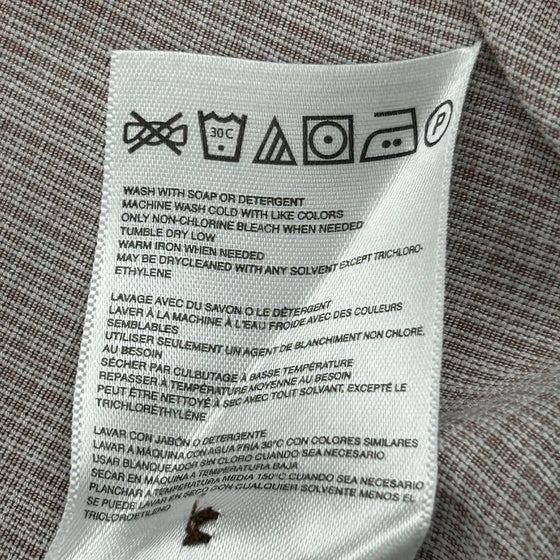 30 C
P
WASH WITH SOAP OR DETERGENT
MACHINE WASH COLD WITH LIKE COLORS
ONLY NON-CHLORINE BLEACH WHEN NEEDED
TUMBLE DRY LOW
WARM IRON WHEN NEEDED
MAY BE DRYCLEANED WITH ANY SOLVENT EXCEPT TRICHLORO-
ETHYLENE
LAVAGE AVEC DU SAVON O LE DÉTERGENT
LAVER À LA MACHINE À L'EAU FROIDE AVEC DES COULEURS
SEMBLABLES
UTILISER SEULEMENT UN AGENT DE BLANCHIMENT NON CHLORÉ,
AU BESOIN
SÉCHER PAR CULBUTAGE À BASSE TEMPÉRATURE
REPASSER À TEMPÉRATURE MOYENNE AU BESOIN
PEUT ÊTRE NETTOYÉ À SEC AVEC TOUT SOLVANT, EXCEPTÉ LE
TRICHLORÉTHYLÈNE
LAVAR CON JABÓN O DETERGENTE
LAVAR A MÁQUINA CON AGUA FRIA 30°C CON COLORES SIMILARES
USAR BLANQUEADOR SIN CLORO CUANDO SEA NECESARIO
SECAR EN MÁQUINA A TEMPERATURA BAJA
PLANCHAR A TEMPERATURA MEDIA 150°C CUANDO SEA NECESARIO
SE PUEDE LAVAR EN SECO CON CUALQUIER SOLVENTE MENOS EL
TRICLOROETILENO